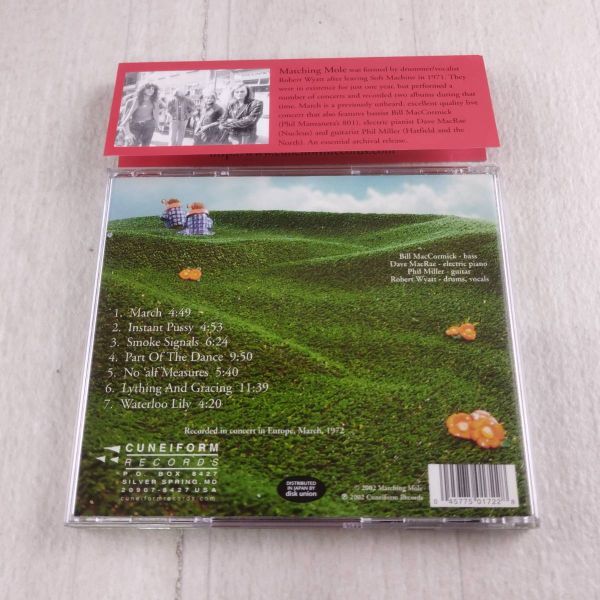 Matching Mole was formed by drummer/vocalist
Robert Wyatt after leaving Soft Machine in 1971. They
were in existence for just one year, but performed a
number of concerts and recorded two albums during that
time. March is a previously unheard, excellent quality live
concert that also features bassist Bill MacCormick
(Phil Manzanera's 801), electric pianist Dave MacRae
(Nucleus) and guitarist Phil Miller (Hatfield and the
North). An essential archival release.
Bill MacCormick - bass
Dave MacRae - electric piano
Phil Miller - guitar
Robert Wyatt - drums, vocals
1. March 4:49
2. Instant Pussy 4:53
3. Smoke Signals 6:24
4. Part Of The Dance 9:50
5. No 'alf Measures 5:40
6. Lything And Gracing 11:39
7. Waterloo Lily 4:20
Recorded in concert in Europe, March, 1972
CUNEIFORM
RECORDS
P.O. BOX 8427
SILVER SPRING, MD
20907-8427 USA
cuneiformrecords.com
DISTRIBUTED
IN JAPAN BY
disk union
℗ 2002 Matching Mole
© 2002 Cuneiform Records
0 45775 01722 8